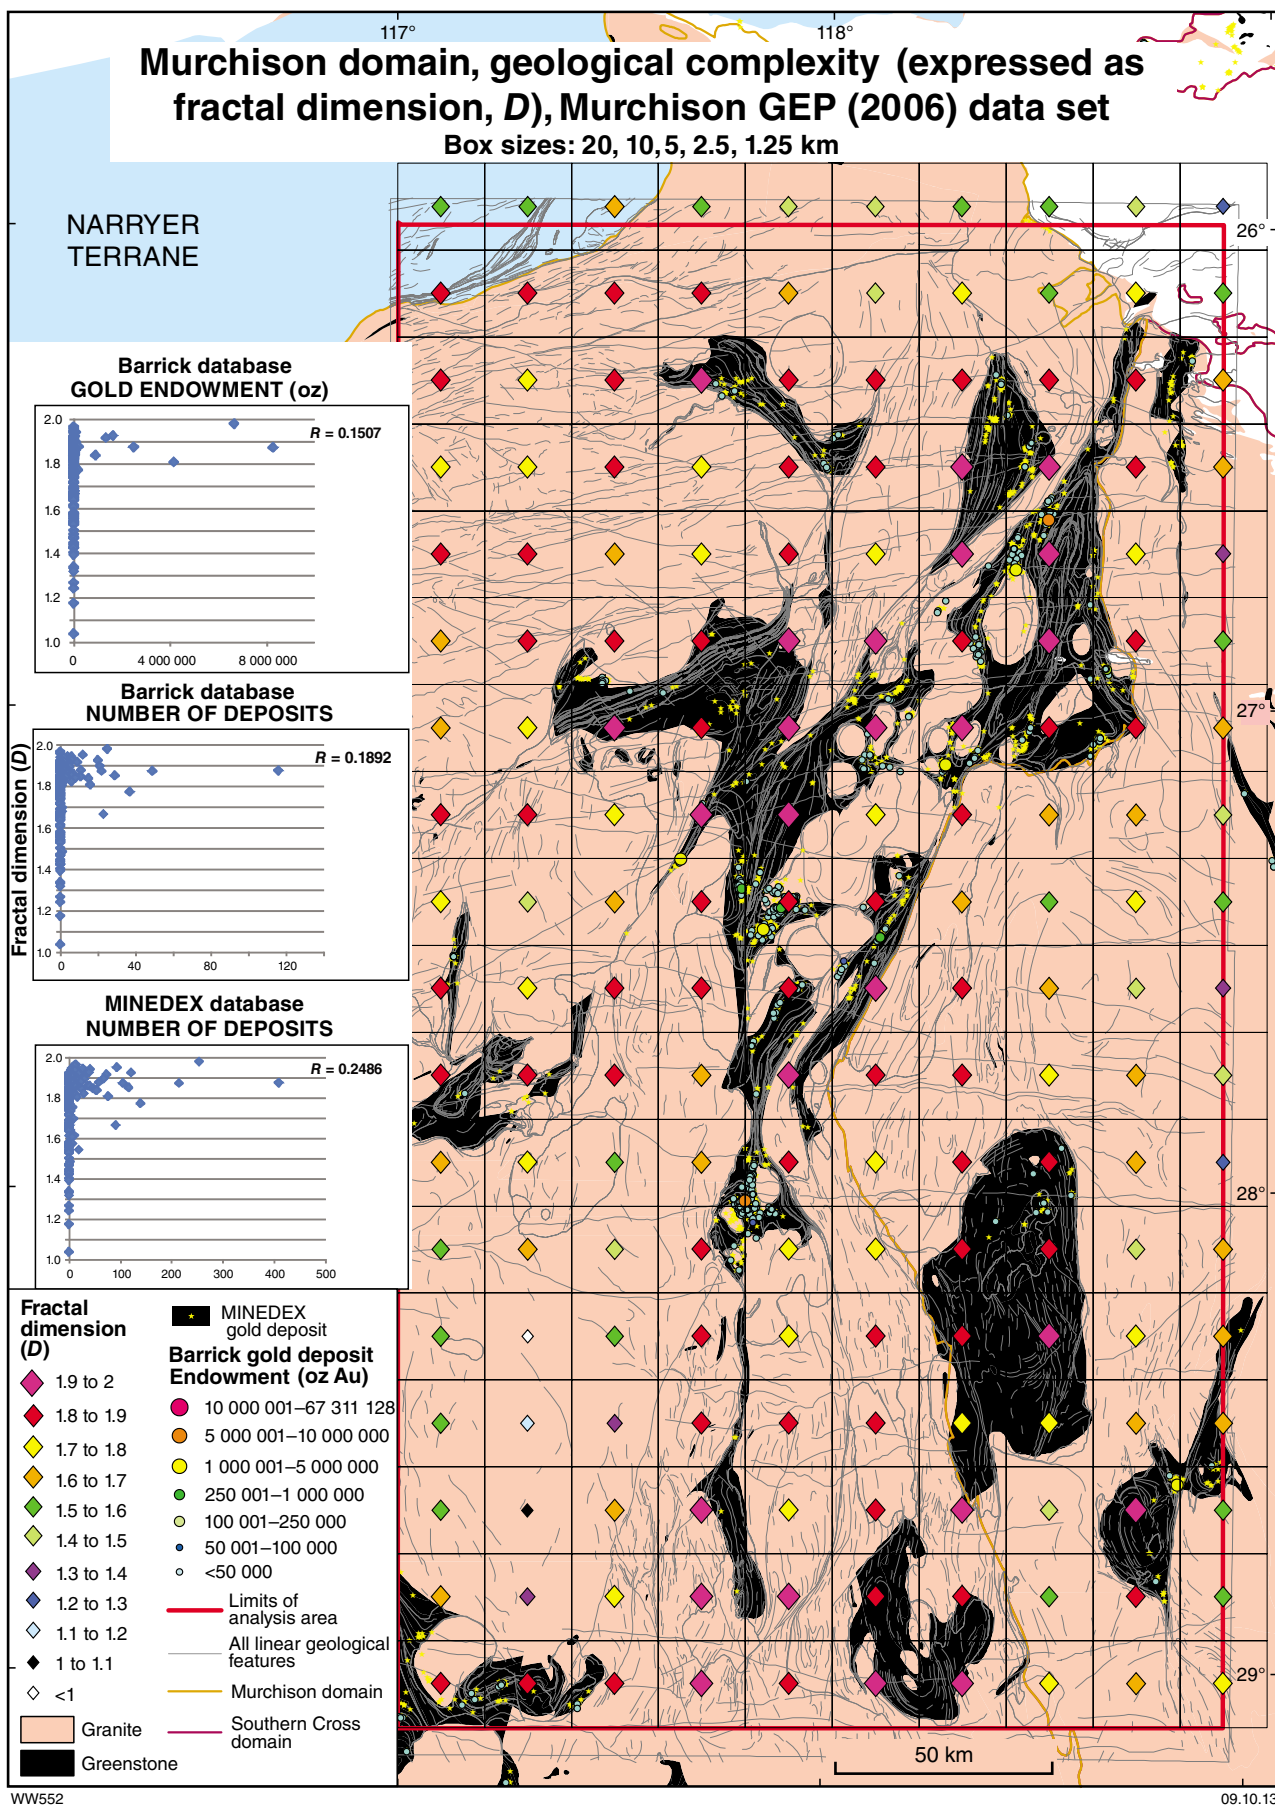 117°
118°
Murchison domain, geological complexity (expressed as
fractal dimension, D), Murchison GEP (2006) data set
Box sizes: 20, 10, 5, 2.5, 1.25 km
NARRYER
TERRANE
26°
27°
28°
29°
Barrick database
GOLD ENDOWMENT (oz)
R = 0.1507
2.0
1.8
1.6
1.4
1.2
1.0
0
4 000 000
8 000 000
Barrick database
NUMBER OF DEPOSITS
R = 0.1892
2.0
1.8
1.6
1.4
1.2
1.0
0
40
80
120
Fractal dimension (D)
MINEDEX database
NUMBER OF DEPOSITS
R = 0.2486
2.0
1.8
1.6
1.4
1.2
1.0
0
100
200
300
400
500
Fractal
dimension
(D)
1.9 to 2
1.8 to 1.9
1.7 to 1.8
1.6 to 1.7
1.5 to 1.6
1.4 to 1.5
1.3 to 1.4
1.2 to 1.3
1.1 to 1.2
1 to 1.1
<1
Granite
Greenstone
MINEDEX
gold deposit
Barrick gold deposit
Endowment (oz Au)
10 000 001–67 311 128
5 000 001–10 000 000
1 000 001–5 000 000
250 001–1 000 000
100 001–250 000
50 001–100 000
<50 000
Limits of
analysis area
All linear geological
features
Murchison domain
Southern Cross
domain
50 km
WW552
09.10.13